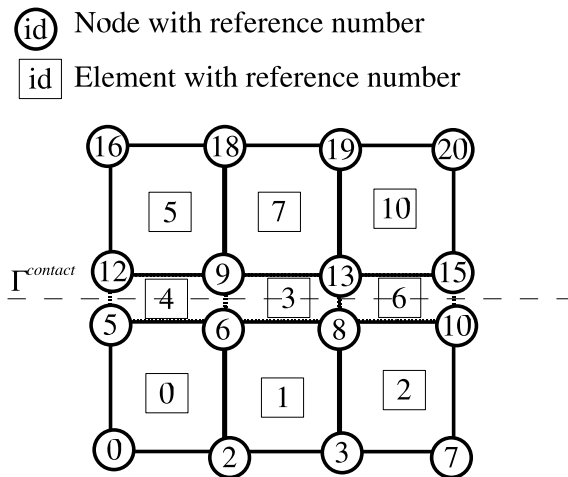 id Node with reference number
id Element with reference number
16 18 19 20
5 7 10
Γcontact
12 9 13 15
4 3 6
5 6 8 10
0 1 2
0 2 3 7